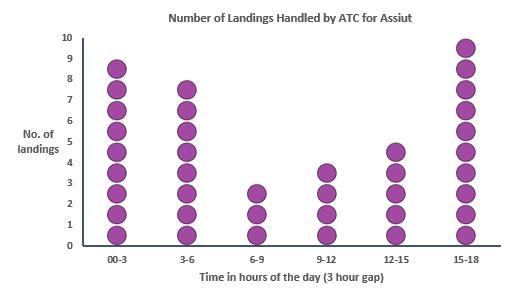 Number of Landings Handled by ATC for Assiut
10
9
8
7
6
5
4
3
2
1
0
No. of
landings
00-3 3-6 6-9 9-12 12-15 15-18
Time in hours of the day (3 hour gap)